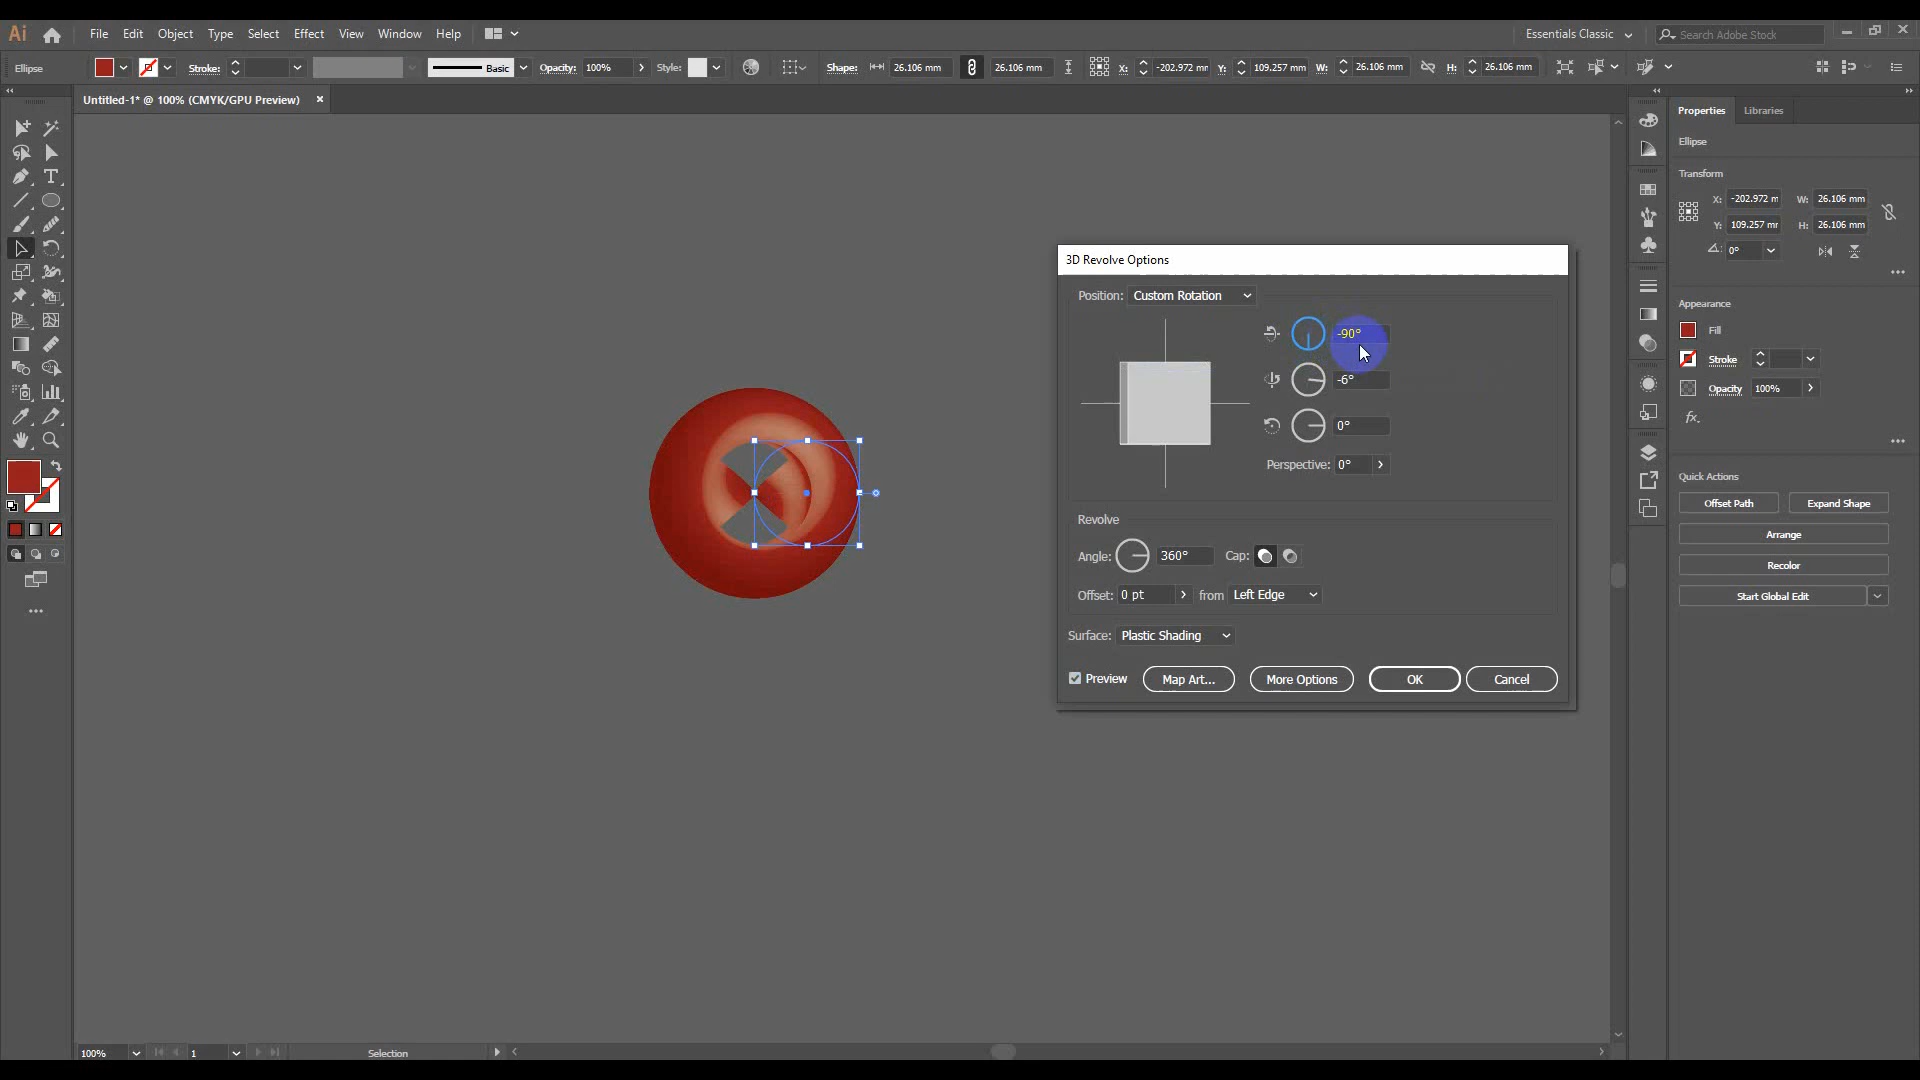 Ai File Edit Object Type Select Effect View Window Help Essentials Classic Search Adobe Stock
Ellipse Stroke: Basic Opacity: 100% Style: Shape: 26.106 mm 26.106 mm X: -202.972 mm Y: 109.257 mm W: 26.106 mm H: 26.106 mm
Untitled-1* @ 100% (CMYK/GPU Preview)
Properties Libraries
Ellipse
Transform
X: -202.972 m W: 26.106 mm
Y: 109.257 mm H: 26.106 mm
0°
Appearance
Fill
Stroke
Opacity 100%
fx.
Quick Actions
Offset Path Expand Shape
Arrange
Recolor
Start Global Edit
3D Revolve Options
Position: Custom Rotation
-90°
-6°
0°
Perspective: 0°
Revolve
Angle: 360° Cap:
Offset: 0 pt from Left Edge
Surface: Plastic Shading
Preview Map Art... More Options OK Cancel
100% 1 Selection